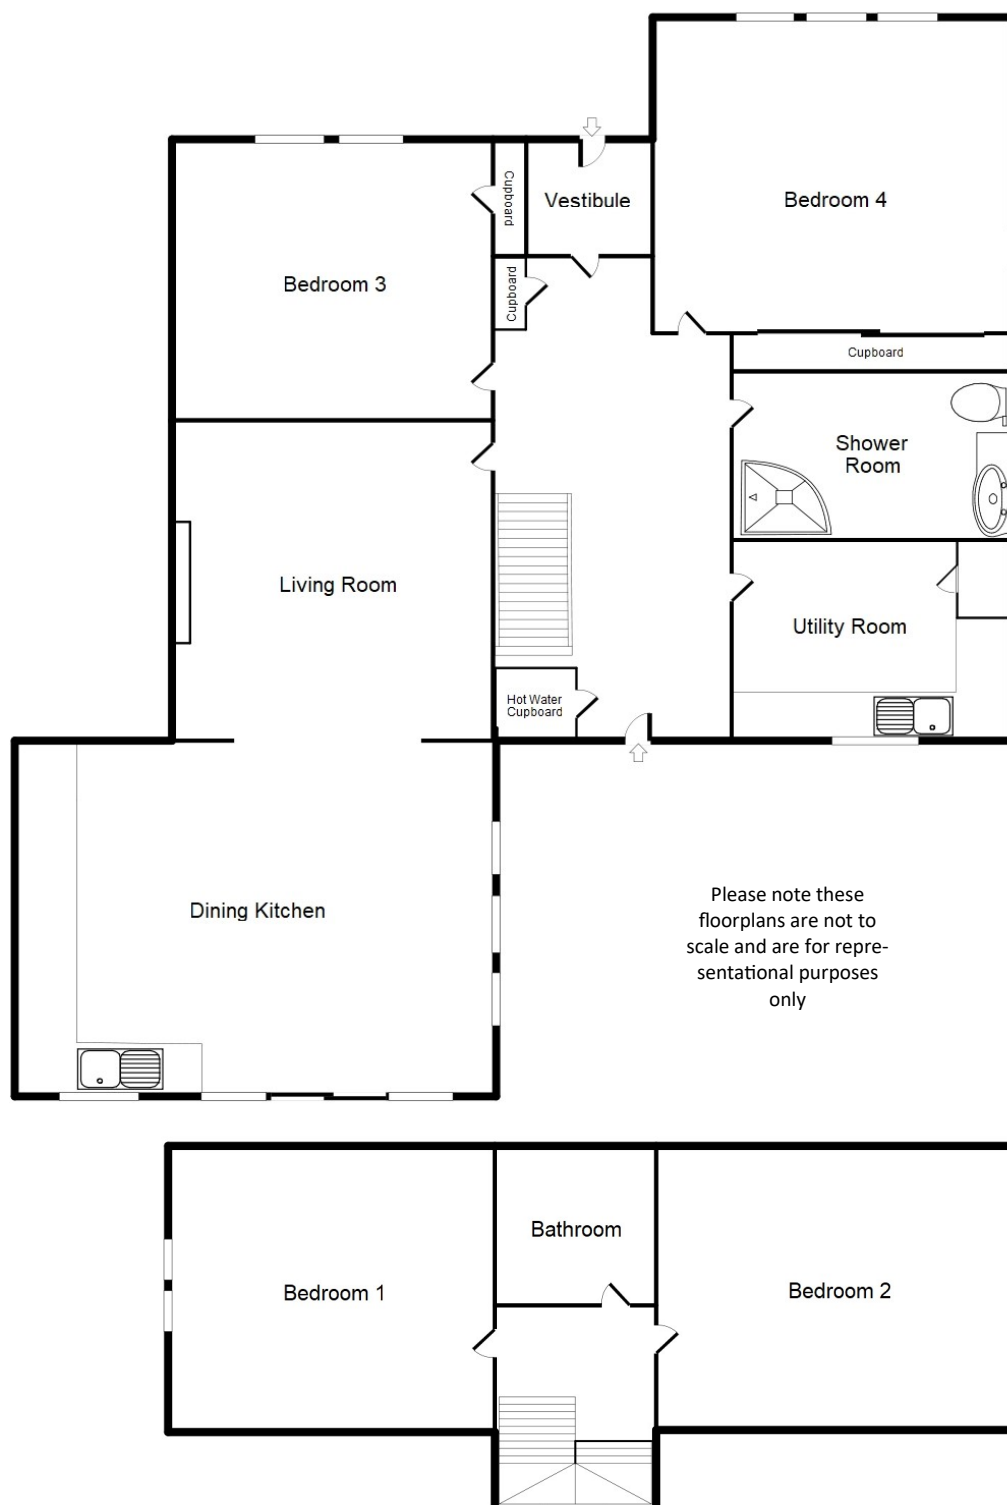 Bedroom 4
Vestibule
Cupboard
Bedroom 3
Cupboard
Cupboard
Shower
Room
Living Room
Utility Room
Hot Water
Cupboard
Dining Kitchen
Please note these
floorplans are not to
scale and are for repre-
sentational purposes
only
Bathroom
Bedroom 1
Bedroom 2